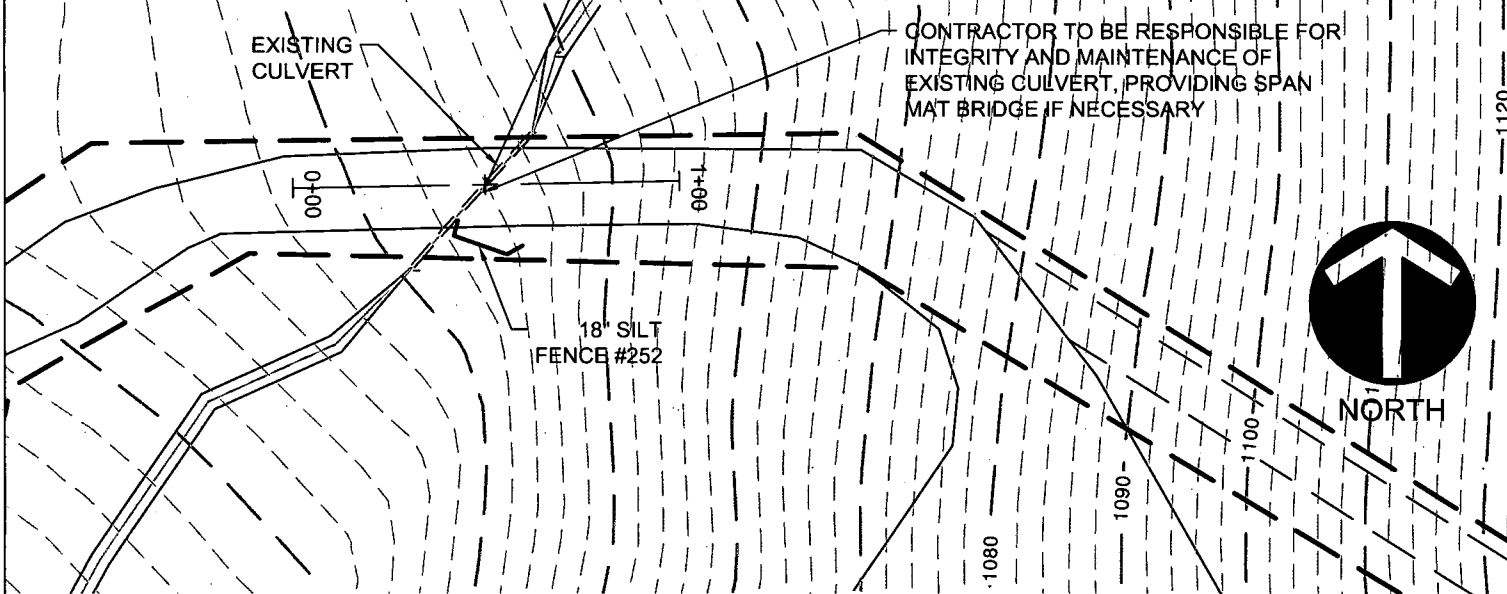 EXISTING
CULVERT
CONTRACTOR TO BE RESPONSIBLE FOR
INTEGRITY AND MAINTENANCE OF
EXISTING CULVERT, PROVIDING SPAN
MAT BRIDGE IF NECESSARY
1120
0+00
1+00
18" SILT
FENCE #252
NORTH
1100
1090
1080